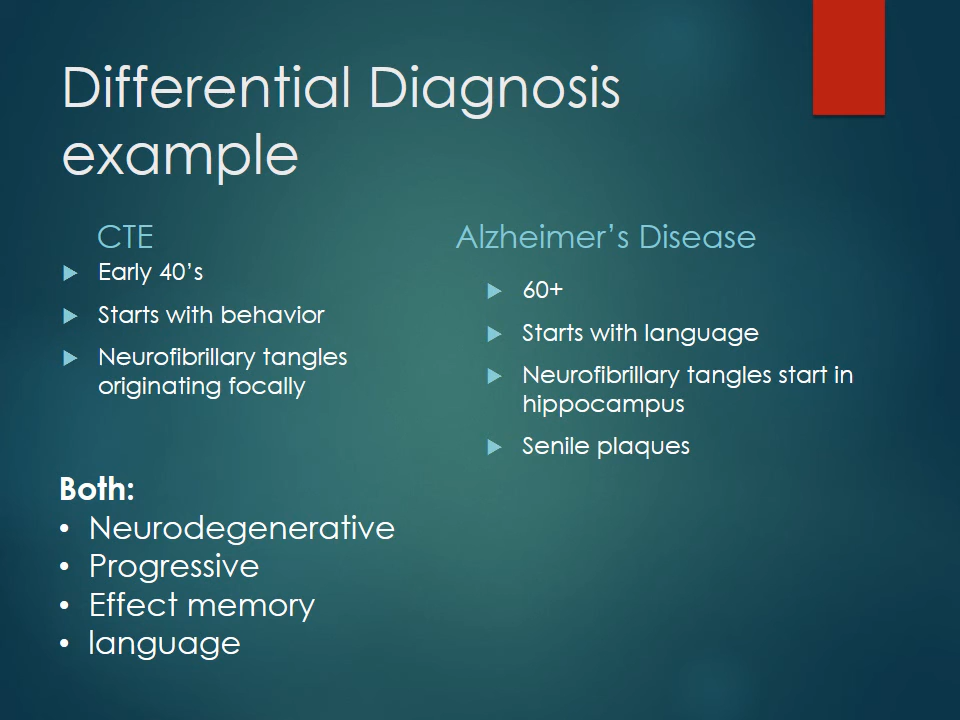 Differential Diagnosis
example
CTE
Early 40's
Starts with behavior
Neurofibrillary tangles
originating focally
Alzheimer's Disease
60+
Starts with language
Neurofibrillary tangles start in
hippocampus
Senile plaques
Both:
• Neurodegenerative
• Progressive
• Effect memory
• language